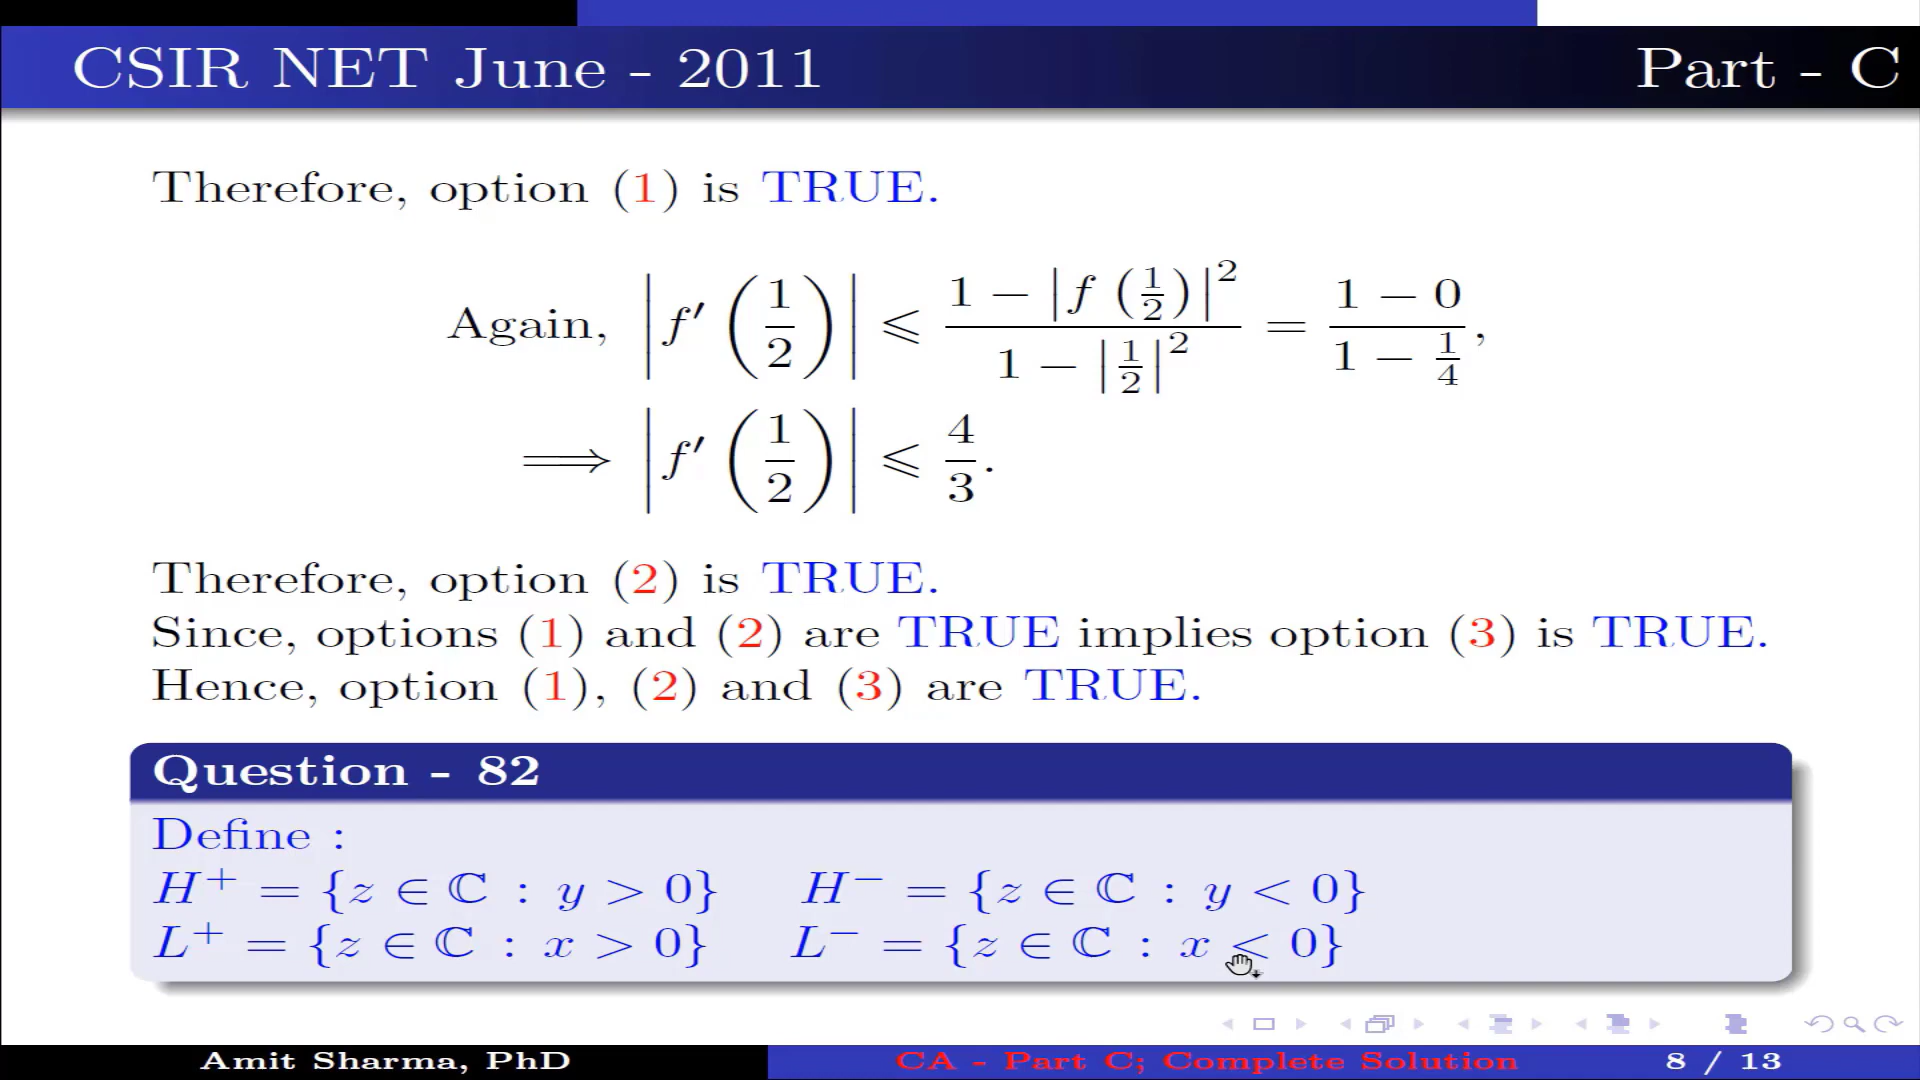 CSIR NET June - 2011 Part - C
Therefore, option (1) is TRUE.
Again, |f′(1/2)| ⩽ (1 − |f(1/2)|²)/(1 − |1/2|²) = (1 − 0)/(1 − 1/4),
⟹ |f′(1/2)| ⩽ 4/3.
Therefore, option (2) is TRUE.
Since, options (1) and (2) are TRUE implies option (3) is TRUE.
Hence, option (1), (2) and (3) are TRUE.
Question - 82
Define :
H⁺ = {z ∈ ℂ : y > 0} H⁻ = {z ∈ ℂ : y < 0}
L⁺ = {z ∈ ℂ : x > 0} L⁻ = {z ∈ ℂ : x < 0}
Amit Sharma, PhD CA - Part C; Complete Solution 8 / 13